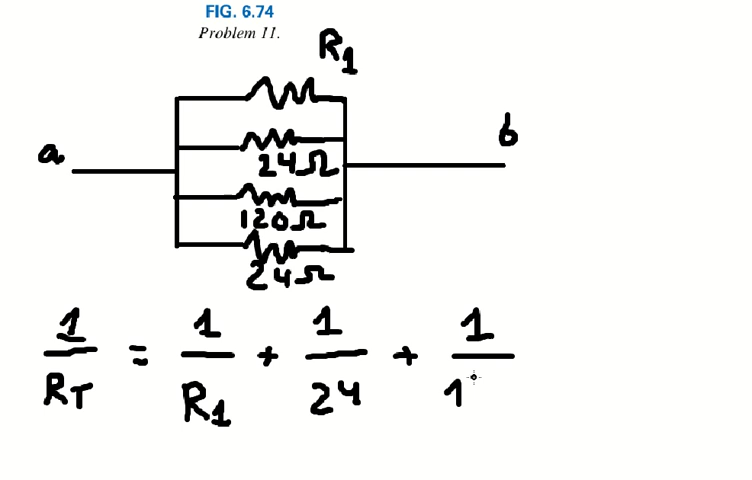 FIG. 6.74
Problem 11.
R1
a
b
24Ω
120Ω
24Ω
1/RT = 1/R1 + 1/24 + 1/1